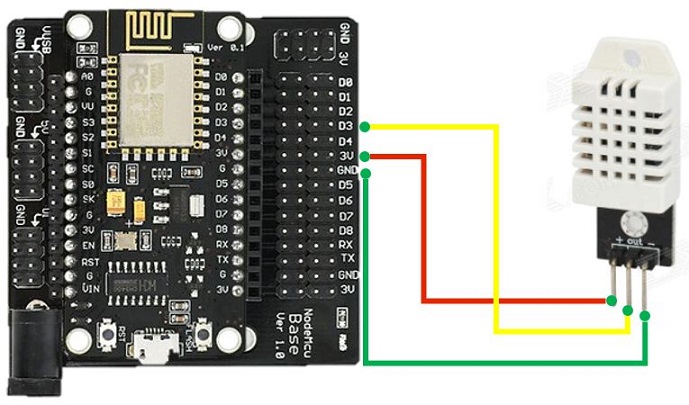 GND
VUSB
Ver 0.1
GND
3V
A0
G
VU
S3
S2
S1
SC
S0
SK
G
3V
EN
RST
G
VIN
GND
5V
GND
D0
D1
D2
D3
D4
3V
G
D5
D6
D7
D8
RX
TX
G
3V
D0
D1
D2
D3
D4
3V
GND
D5
D6
D7
D8
RX
TX
GND
3V
RST
FLASH
NodeMcu
Base
Ver 1.0
+ out -